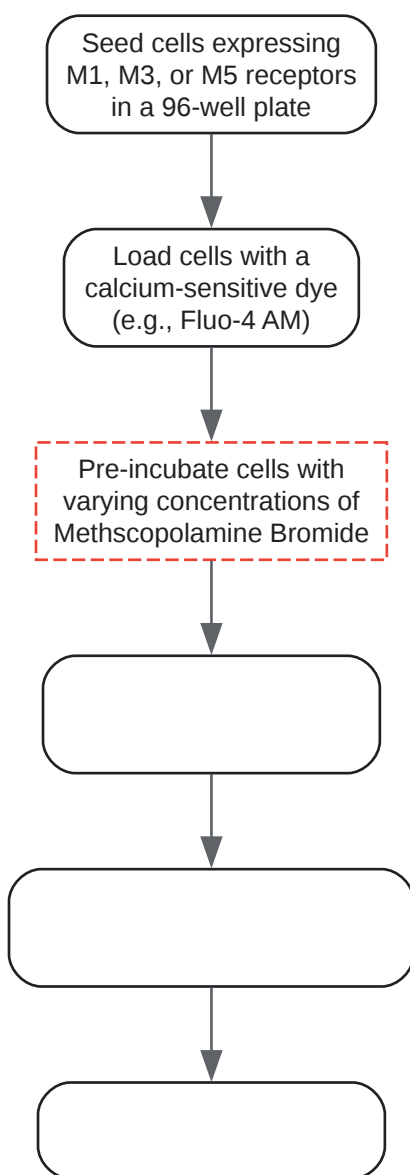 Seed cells expressing
M1, M3, or M5 receptors
in a 96-well plate
Load cells with a
calcium-sensitive dye
(e.g., Fluo-4 AM)
Pre-incubate cells with
varying concentrations of
Methscopolamine Bromide